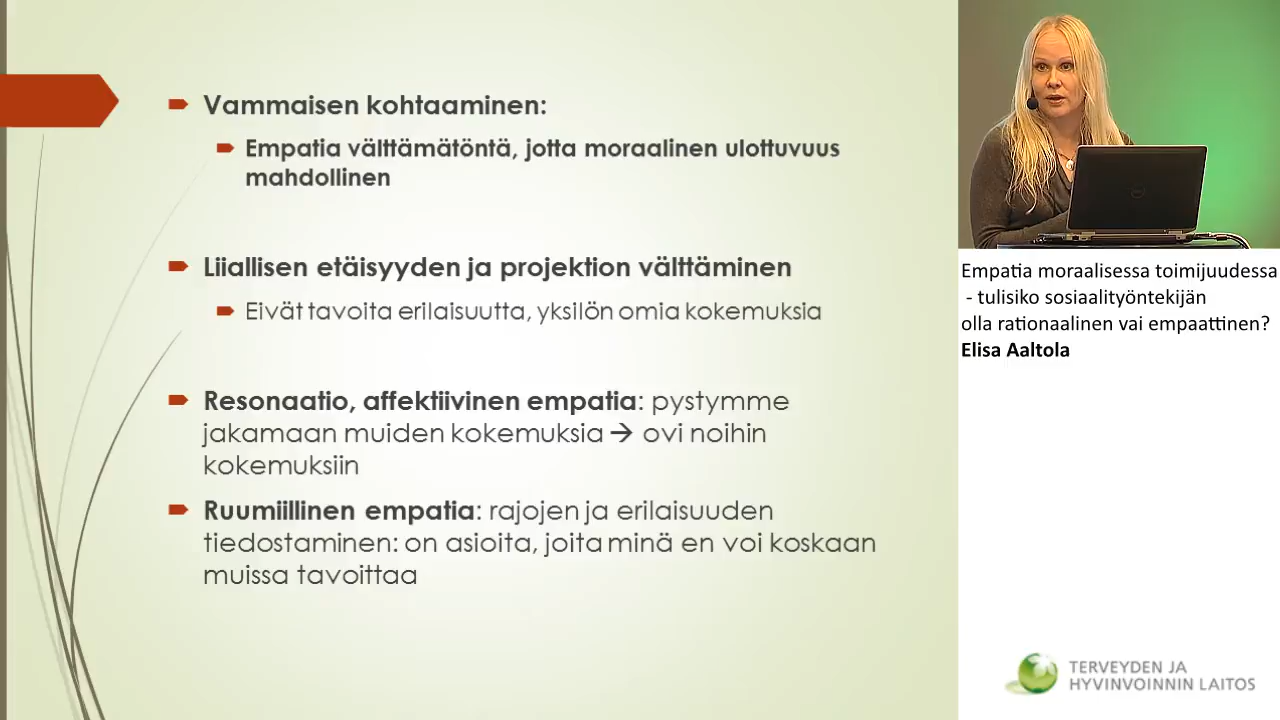 Vammaisen kohtaaminen:
Empatia välttämätöntä, jotta moraalinen ulottuvuus
mahdollinen
Liiallisen etäisyyden ja projektion välttäminen
Eivät tavoita erilaisuutta, yksilön omia kokemuksia
Resonaatio, affektiivinen empatia: pystymme
jakamaan muiden kokemuksia → ovi noihin
kokemuksiin
Ruumiillinen empatia: rajojen ja erilaisuuden
tiedostaminen: on asioita, joita minä en voi koskaan
muissa tavoittaa
Empatia moraalisessa toimijuudessa
- tulisiko sosiaalityöntekijän
olla rationaalinen vai empaattinen?
Elisa Aaltola
TERVEYDEN JA
HYVINVOINNIN LAITOS